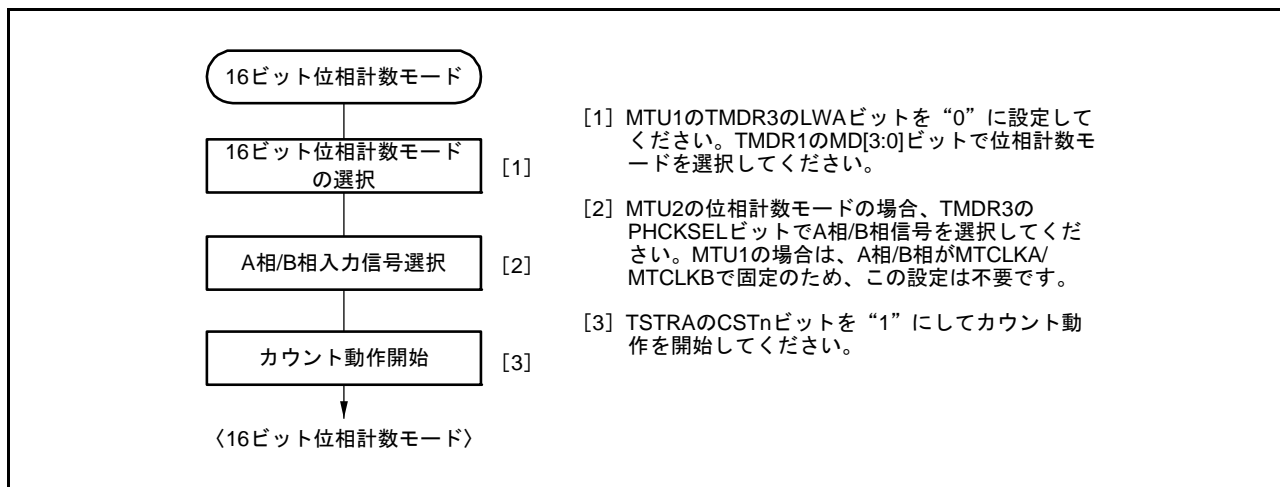 16ビット位相計数モード
16ビット位相計数モード
の選択
[1]
A相/B相入力信号選択
[2]
カウント動作開始
[3]
〈16ビット位相計数モード〉
[1] MTU1のTMDR3のLWAビットを“0”に設定して
ください。TMDR1のMD[3:0]ビットで位相計数モ
ードを選択してください。
[2] MTU2の位相計数モードの場合、TMDR3の
PHCKSELビットでA相/B相信号を選択してくだ
さい。MTU1の場合は、A相/B相がMTCLKA/
MTCLKBで固定のため、この設定は不要です。
[3] TSTRAのCSTnビットを“1”にしてカウント動
作を開始してください。